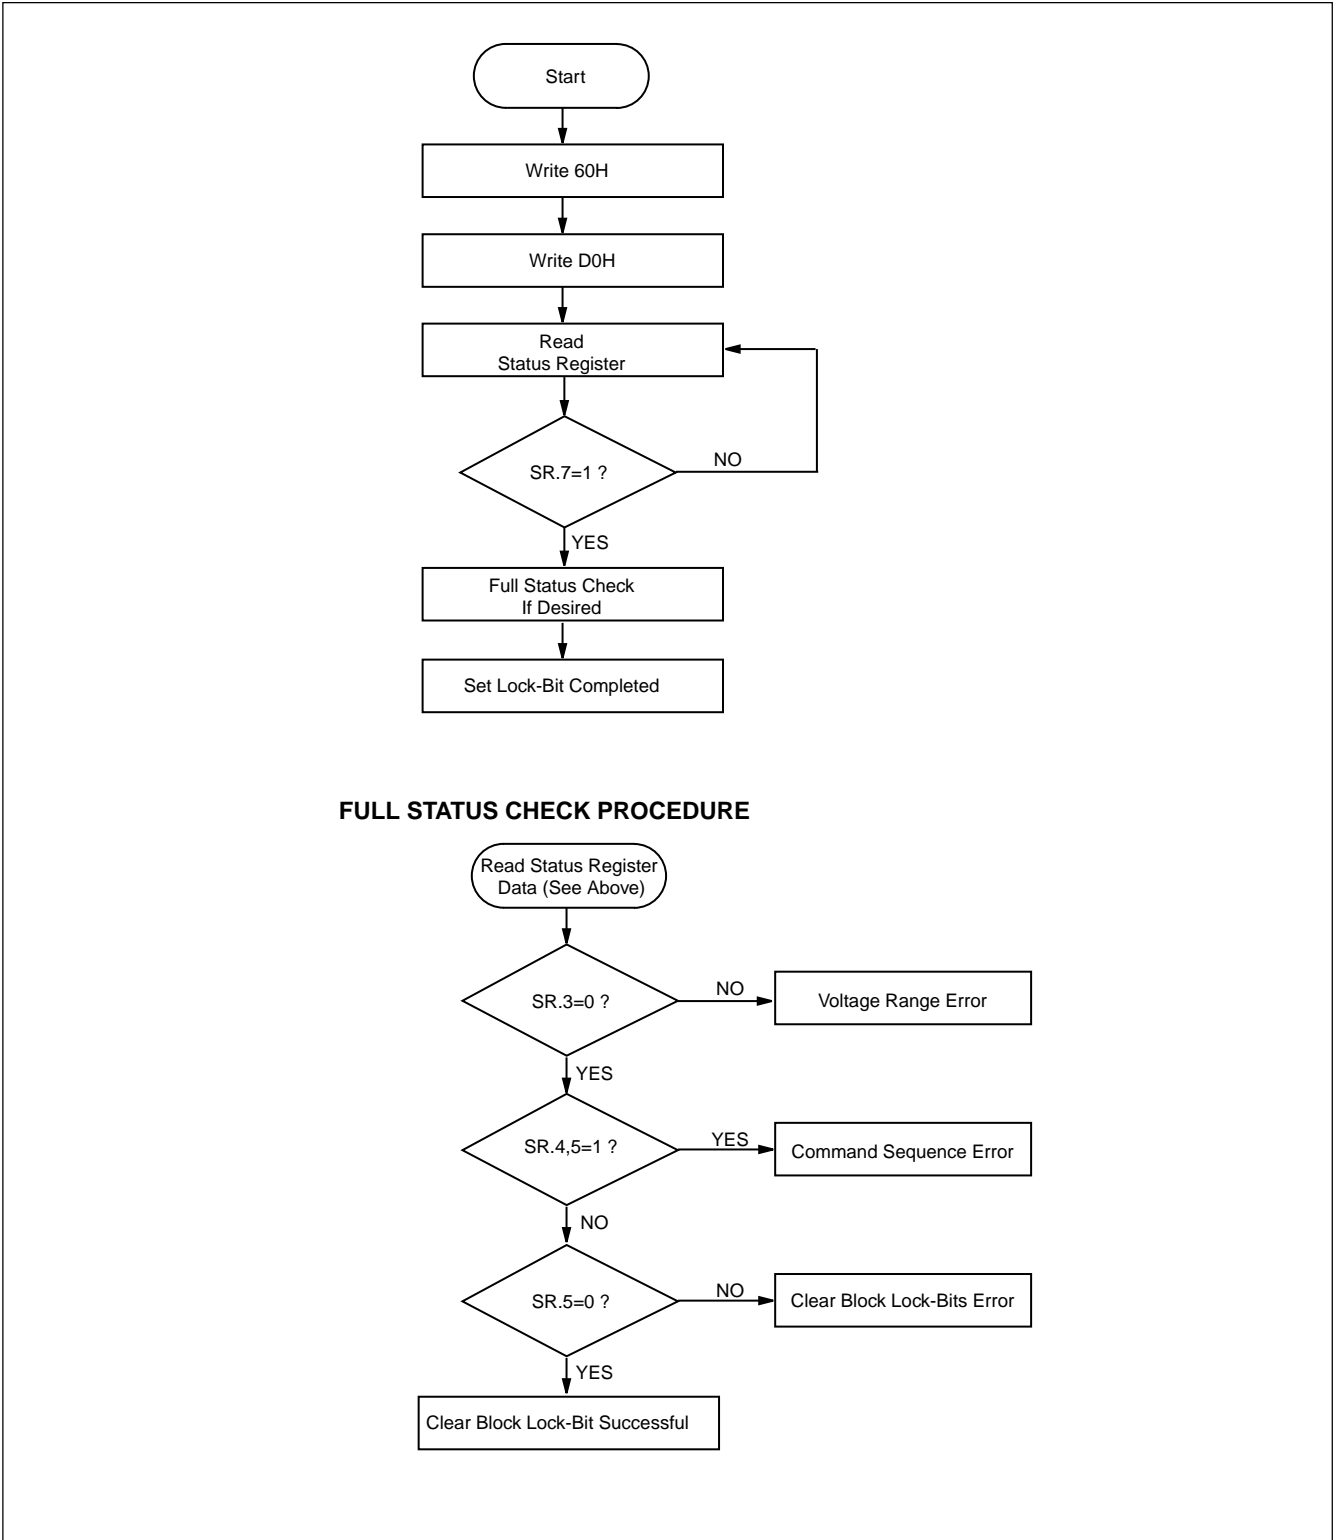 Start
Write 60H
Write D0H
Read
Status Register
SR.7=1 ?
NO
YES
Full Status Check
If Desired
Set Lock-Bit Completed
FULL STATUS CHECK PROCEDURE
Read Status Register
Data (See Above)
SR.3=0 ?
NO
Voltage Range Error
YES
SR.4,5=1 ?
YES
Command Sequence Error
NO
SR.5=0 ?
NO
Clear Block Lock-Bits Error
YES
Clear Block Lock-Bit Successful